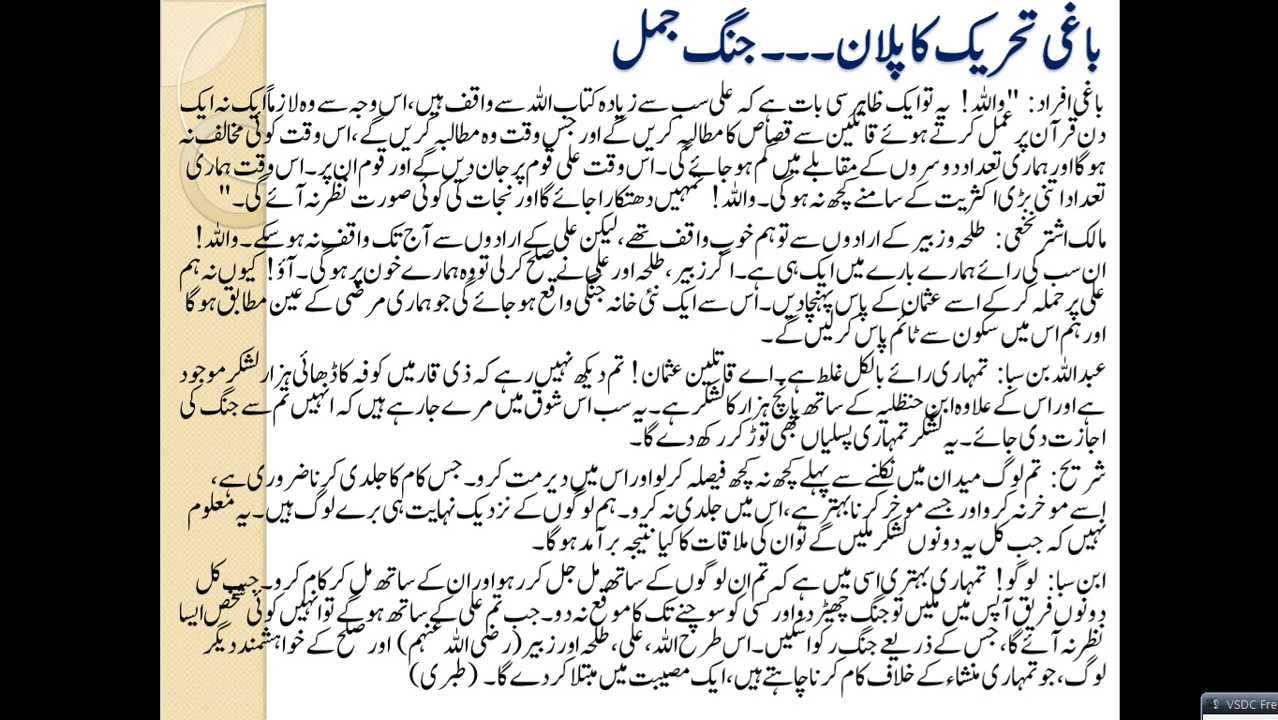 باغی تحریک کا پلان۔۔۔ جنگ جمل
باغی افراد: "واللہ! یہ تو ایک ظاہر سی بات ہے کہ علی سب سے زیادہ کتاب اللہ سے واقف ہیں، اس وجہ سے وہ لازماً ایک نہ ایک
دن قرآن پر عمل کرتے ہوئے قاتلین سے قصاص کا مطالبہ کریں گے اور جس وقت وہ مطالبہ کریں گے، اس وقت کوئی مخالف نہ
ہو گا اور ہماری تعداد دوسروں کے مقابلے میں کم ہو جائے گی۔ اس وقت علی قوم پر جان دیں گے اور قوم ان پر۔ اس وقت ہماری
تعداد اتنی بڑی اکثریت کے سامنے کچھ نہ ہو گی۔ واللہ! تمہیں دھتکارا جائے گا اور نجات کی کوئی صورت نظر نہ آئے گی۔"
مالک اشتر نخعی: طلحہ و زبیر کے ارادوں سے تو ہم خوب واقف تھے، لیکن علی کے ارادوں سے آج تک واقف نہ ہو سکے۔ واللہ!
ان سب کی رائے ہمارے بارے میں ایک ہی ہے۔ اگر زبیر، طلحہ اور علی نے صلح کر لی تو وہ ہمارے خون پر ہو گی۔ آؤ! کیوں نہ ہم
علی پر حملہ کر کے اسے عثمان کے پاس پہنچا دیں۔ اس سے ایک نئی خانہ جنگی واقع ہو جائے گی جو ہماری مرضی کے عین مطابق ہو گا
اور ہم اس میں سکون سے ٹائم پاس کر لیں گے۔
عبداللہ بن سبا: تمہاری رائے بالکل غلط ہے۔ اے قاتلین عثمان! تم دیکھ نہیں رہے کہ ذی قار میں کوفہ کا ڈھائی ہزار لشکر موجود
ہے اور اس کے علاوہ ابن حنظلیہ کے ساتھ پانچ ہزار کا لشکر ہے۔ یہ سب اس شوق میں مرے جا رہے ہیں کہ انہیں تم سے جنگ کی
اجازت دی جائے۔ یہ لشکر تمہاری پسلیاں بھی توڑ کر رکھ دے گا۔
شریح: تم لوگ میدان میں نکلنے سے پہلے کچھ نہ کچھ فیصلہ کر لو اور اس میں دیر مت کرو۔ جس کام کا جلدی کرنا ضروری ہے،
اسے موخر نہ کرو اور جسے موخر کرنا بہتر ہے، اس میں جلدی نہ کرو۔ ہم لوگوں کے نزدیک نہایت ہی برے لوگ ہیں۔ یہ معلوم
نہیں کہ جب کل یہ دونوں لشکر ملیں گے تو ان کی ملاقات کا کیا نتیجہ برآمد ہو گا۔
ابن سبا: لوگو! تمہاری بہتری اسی میں ہے کہ تم ان لوگوں کے ساتھ مل جل کر رہو اور ان کے ساتھ مل کر کام کرو۔ جب کل
دونوں فریق آپس میں ملیں تو جنگ چھیڑ دو اور کسی کو سوچنے تک کا موقع نہ دو۔ جب تم علی کے ساتھ ہو گے تو انہیں کوئی شخص ایسا
نظر نہ آئے گا، جس کے ذریعے جنگ رکوا سکیں۔ اس طرح اللہ، علی، طلحہ اور زبیر (رضی اللہ عنہم) اور صلح کے خواہشمند دیگر
لوگ، جو تمہاری منشاء کے خلاف کام کرنا چاہتے ہیں، ایک مصیبت میں مبتلا کر دے گا۔ (طبری)
VSDC Fre